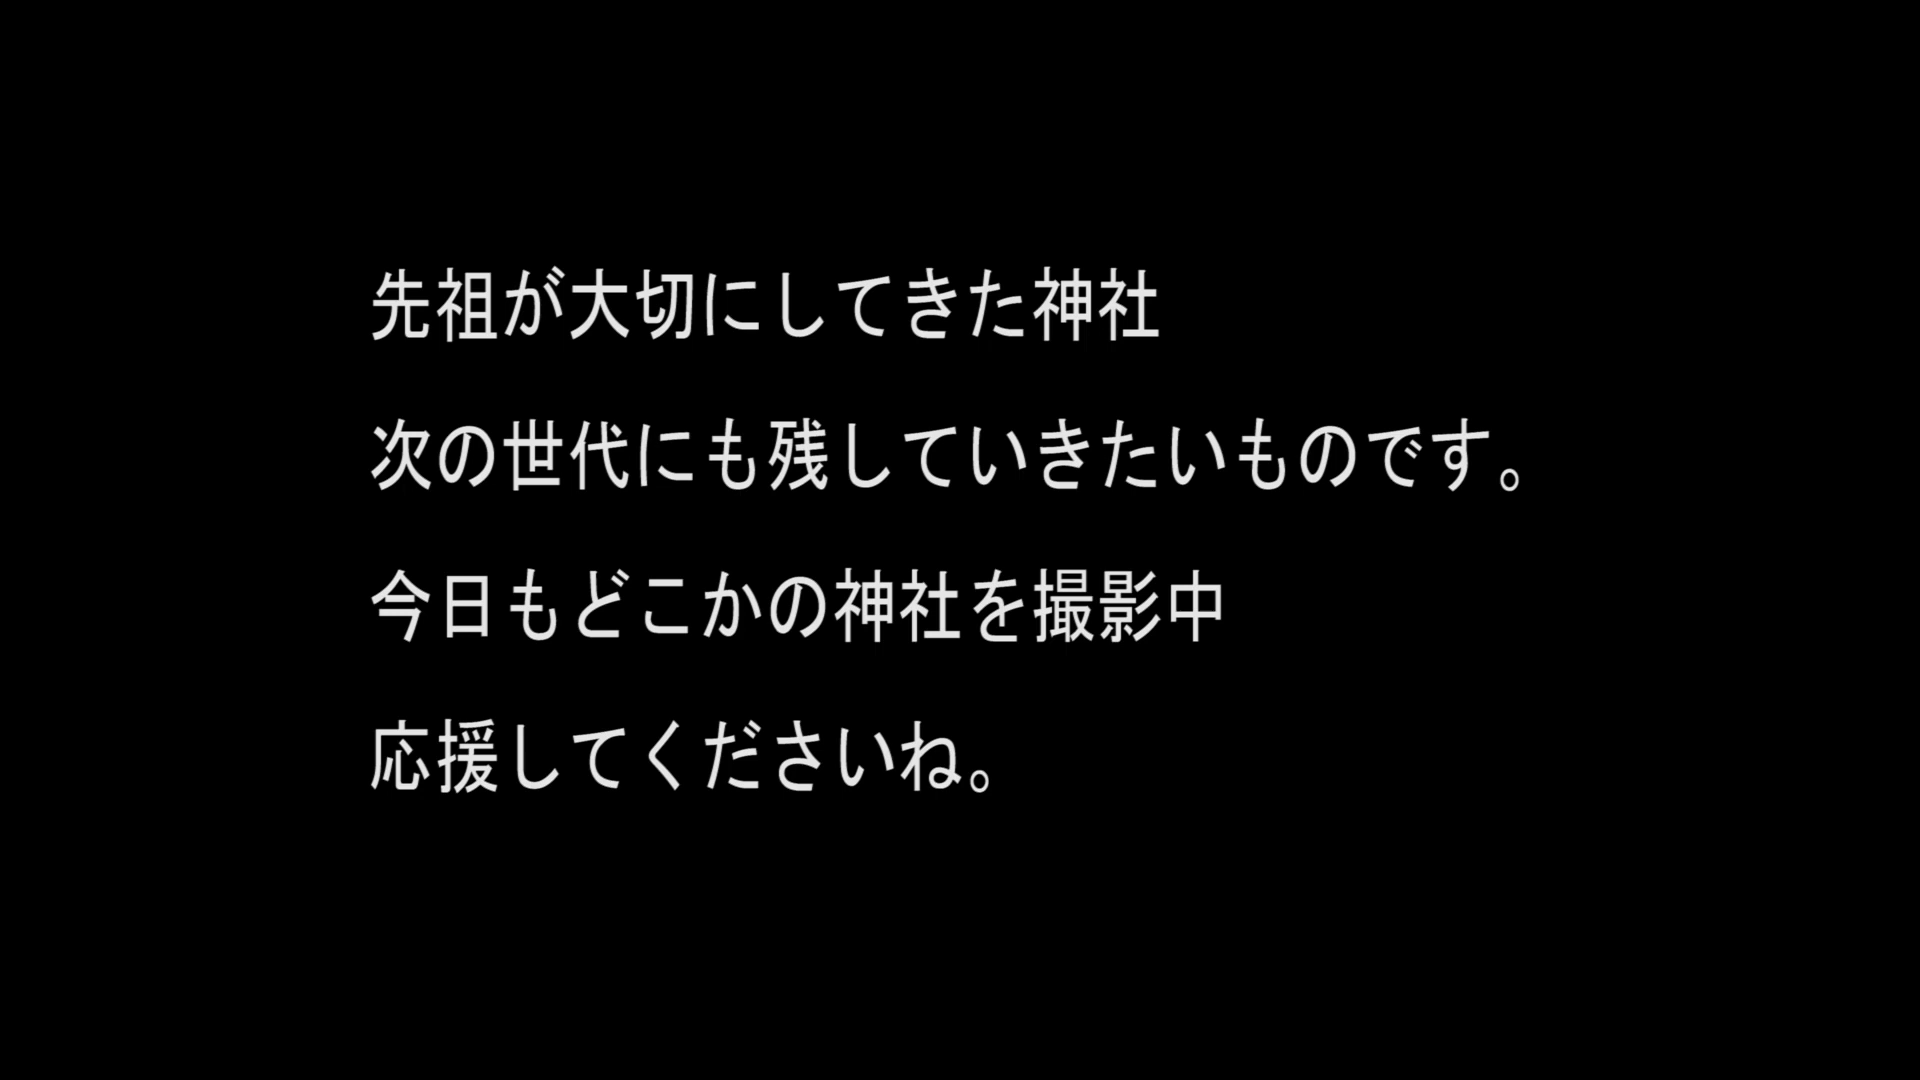 先祖が大切にしてきた神社
次の世代にも残していきたいものです。
今日もどこかの神社を撮影中
応援してくださいね。